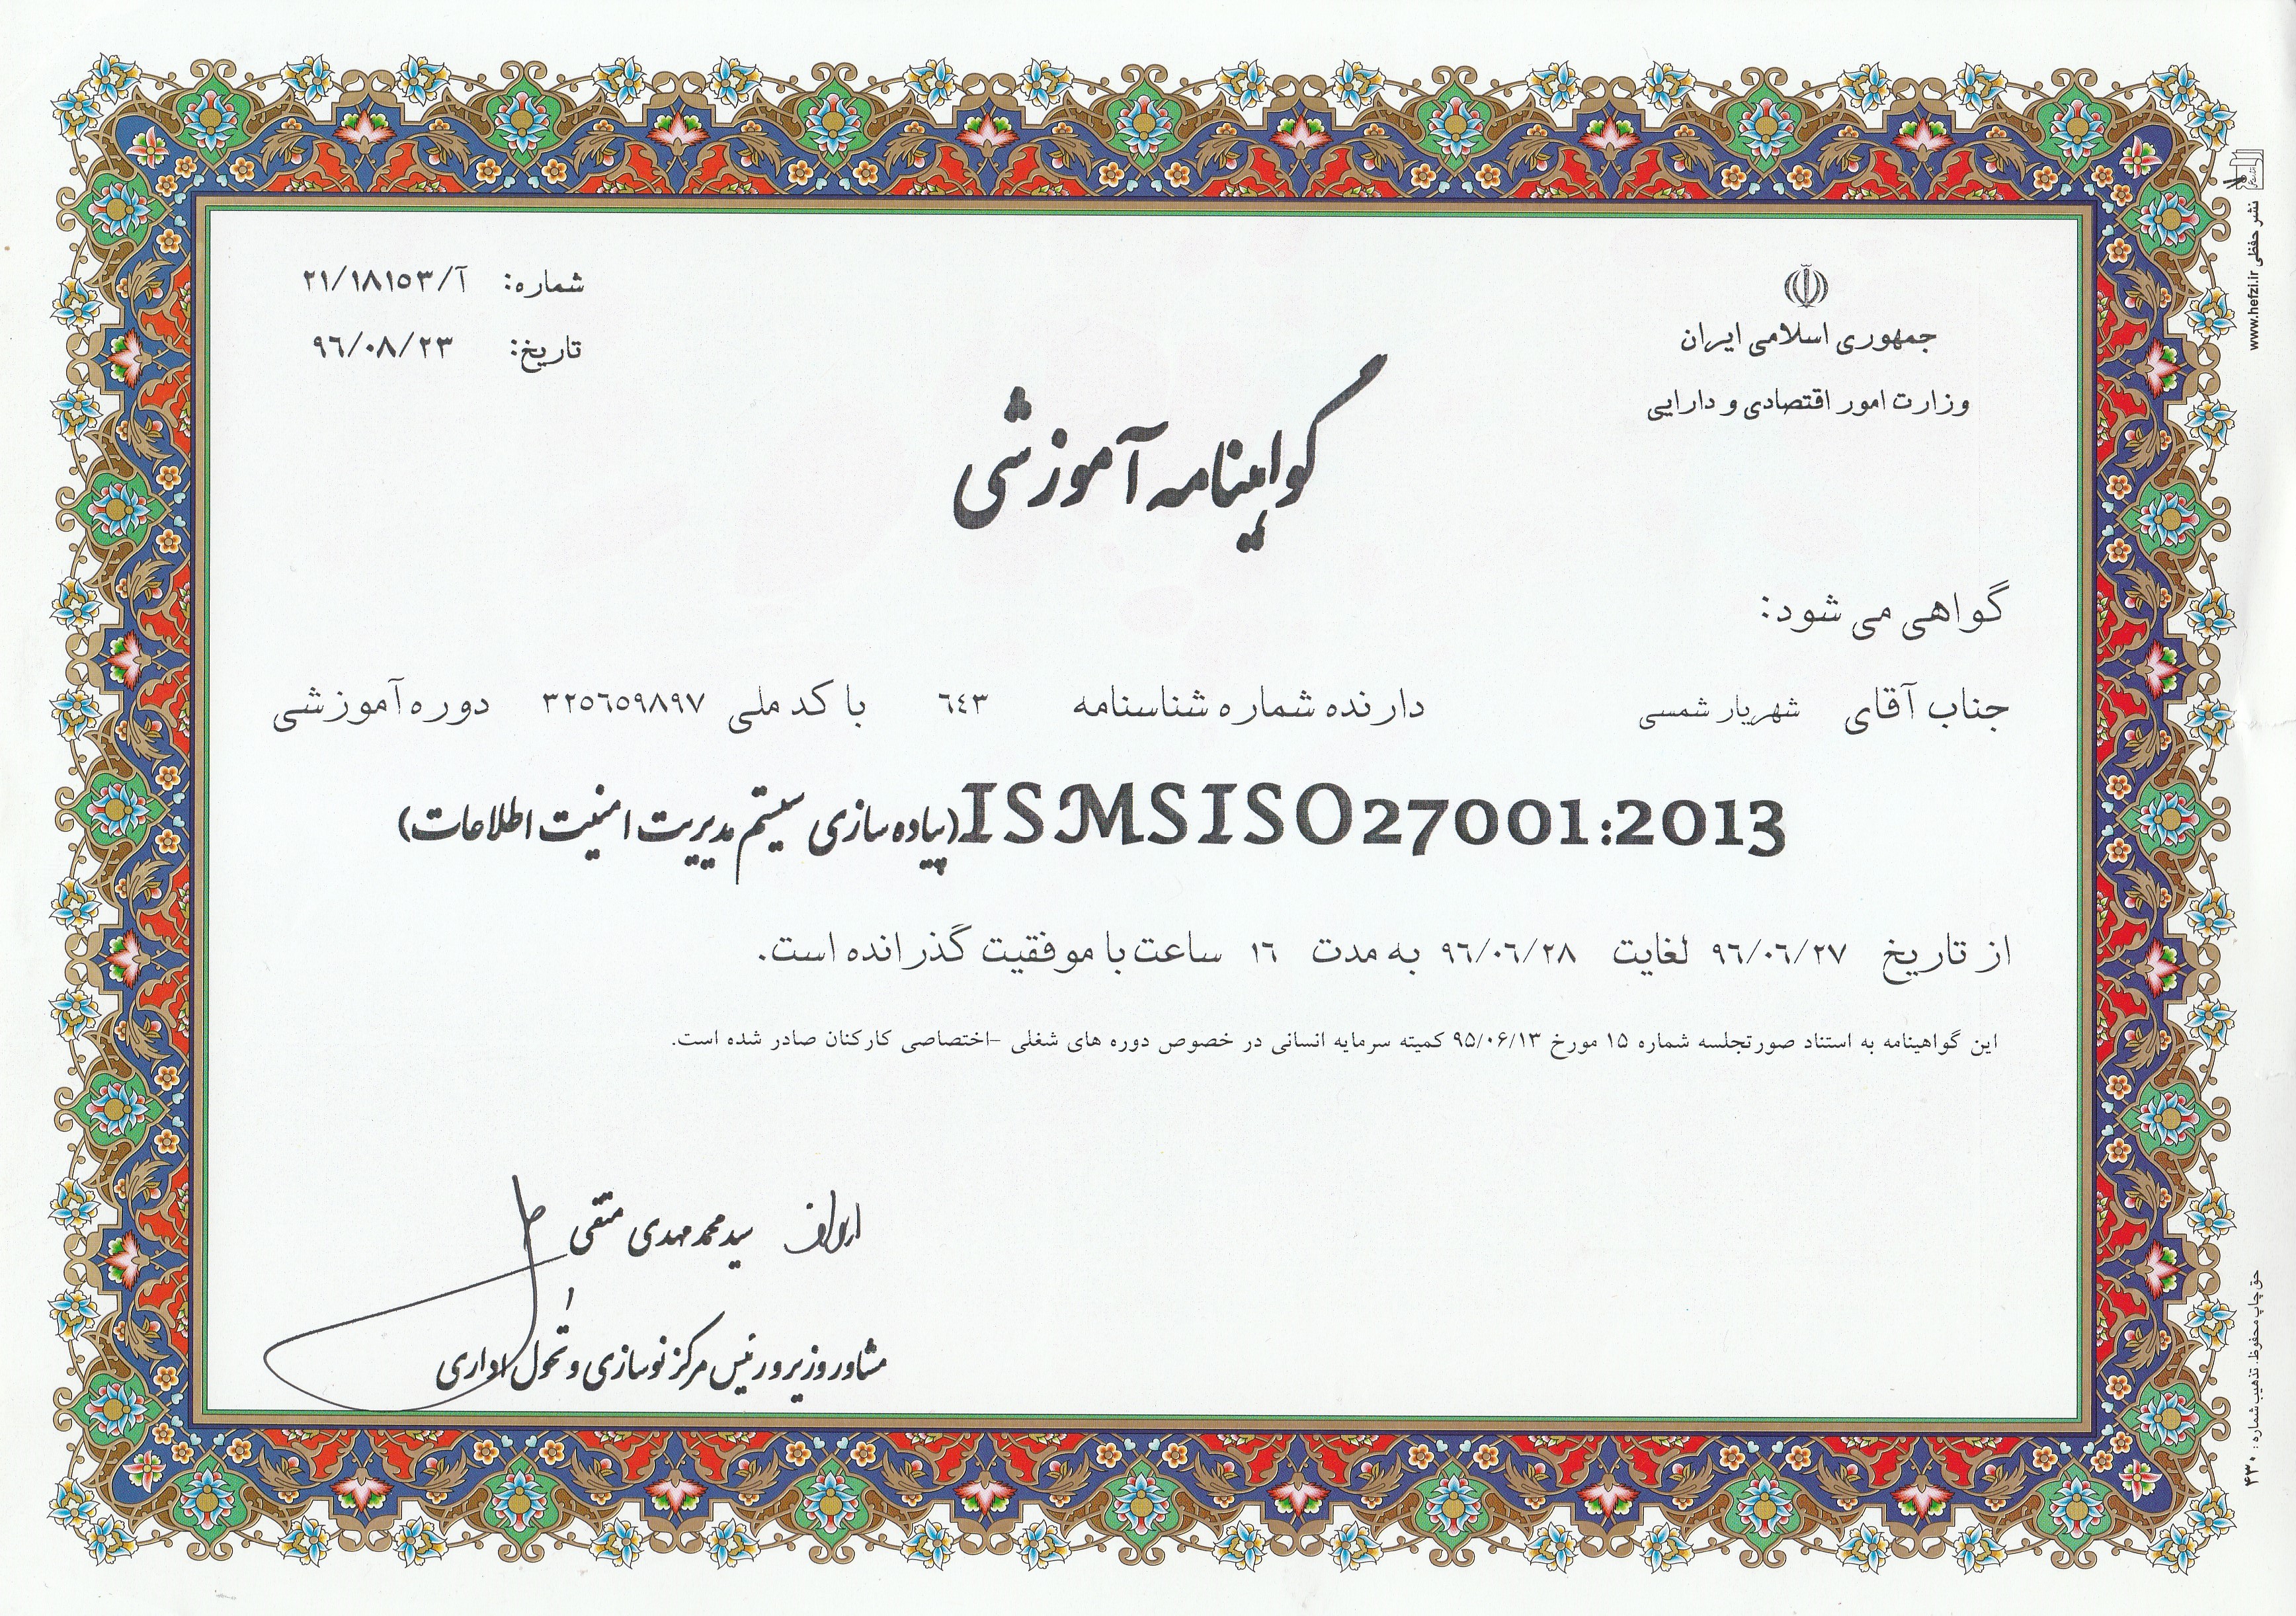 جمهوری اسلامی ایران
وزارت امور اقتصادی و دارایی
شماره: آ/۲۱/۱۸۱۵۳
تاریخ: ۹۶/۰۸/۲۳
گواهینامه آموزشی
گواهی می شود:
جناب آقای شهریار شمسی دارنده شماره شناسنامه ۶۴۳ با کد ملی ۳۲۵۶۵۹۸۹۷ دوره آموزشی
ISMSISO27001:2013(پیاده سازی سیستم مدیریت امنیت اطلاعات)
از تاریخ ۹۶/۰۶/۲۷ لغایت ۹۶/۰۶/۲۸ به مدت ۱۶ ساعت با موفقیت گذرانده است.
این گواهینامه به استناد صورتجلسه شماره ۱۵ مورخ ۹۵/۰۶/۱۳ کمیته سرمایه انسانی در خصوص دوره های شغلی -اختصاصی کارکنان صادر شده است.
سید محمد مهدی متقی
مشاور وزیر و رئیس مرکز نوسازی و تحول اداری
نشر حفظی www.hefzi.ir
حق چاپ محفوظ. تذهیب شماره: ۴۳۰